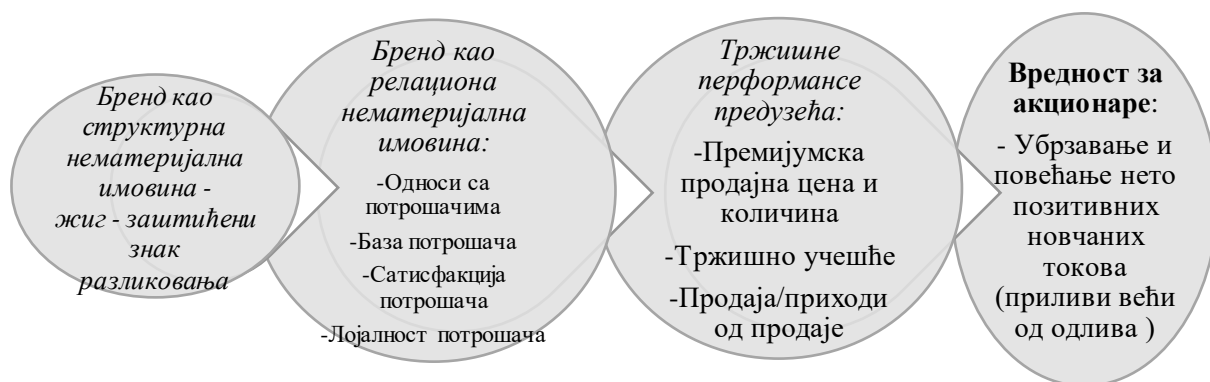 Бренд као
структурна
нематеријална
имовина -
жиг - заштићени
знак
разликовања
Бренд као
релациона
нематеријална
имовина:
-Односи са
потрошачима
-База потрошача
-Сатисфакција
потрошача
-Лојалност потрошача
Тржишне
перформансе
предузећа:
-Премијумска
продајна цена и
количина
-Тржишно учешће
-Продаја/приходи
од продаје
Вредност за
акционаре:
- Убрзавање и
повећање нето
позитивних
новчаних
токова
(приливи већи
од одлива )